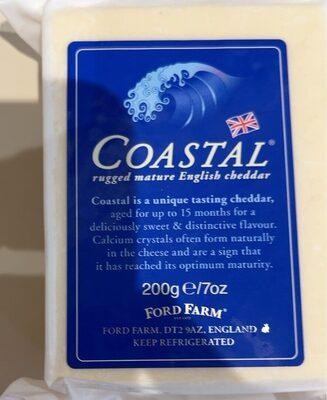 COASTAL®
rugged mature English cheddar
Coastal is a unique tasting cheddar,
aged for up to 15 months for a
deliciously sweet & distinctive flavour.
Calcium crystals often form naturally
in the cheese and are a sign that
it has reached its optimum maturity.
200g ℮/7oz
FORD FARM®
FORD FARM, DT2 9AZ, ENGLAND
KEEP REFRIGERATED